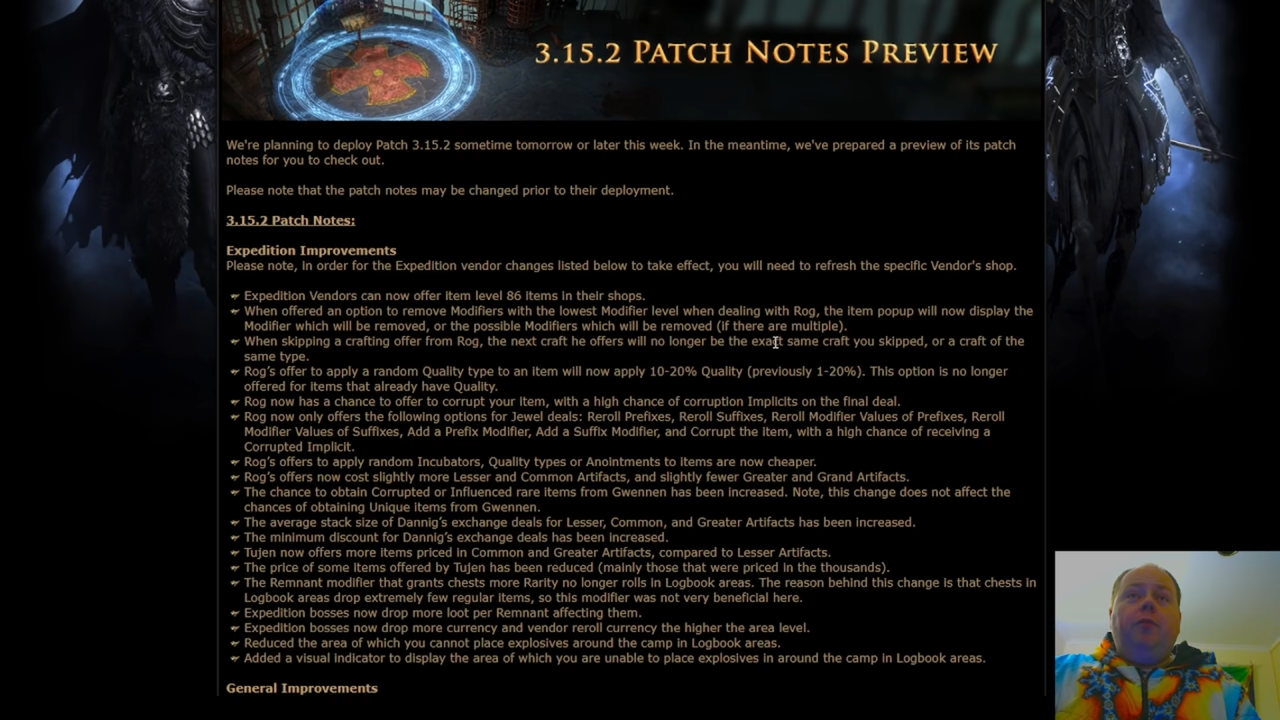 3.15.2 Patch Notes Preview
We're planning to deploy Patch 3.15.2 sometime tomorrow or later this week. In the meantime, we've prepared a preview of its patch
notes for you to check out.
Please note that the patch notes may be changed prior to their deployment.
3.15.2 Patch Notes:
Expedition Improvements
Please note, in order for the Expedition vendor changes listed below to take effect, you will need to refresh the specific Vendor's shop.
Expedition Vendors can now offer item level 86 items in their shops.
When offered an option to remove Modifiers with the lowest Modifier level when dealing with Rog, the item popup will now display the
Modifier which will be removed, or the possible Modifiers which will be removed (if there are multiple).
When skipping a crafting offer from Rog, the next craft he offers will no longer be the exact same craft you skipped, or a craft of the
same type.
Rog's offer to apply a random Quality type to an item will now apply 10-20% Quality (previously 1-20%). This option is no longer
offered for items that already have Quality.
Rog now has a chance to offer to corrupt your item, with a high chance of corruption Implicits on the final deal.
Rog now only offers the following options for Jewel deals: Reroll Prefixes, Reroll Suffixes, Reroll Modifier Values of Prefixes, Reroll
Modifier Values of Suffixes, Add a Prefix Modifier, Add a Suffix Modifier, and Corrupt the item, with a high chance of receiving a
Corrupted Implicit.
Rog's offers to apply random Incubators, Quality types or Anointments to items are now cheaper.
Rog's offers now cost slightly more Lesser and Common Artifacts, and slightly fewer Greater and Grand Artifacts.
The chance to obtain Corrupted or Influenced rare items from Gwennen has been increased. Note, this change does not affect the
chances of obtaining Unique items from Gwennen.
The average stack size of Dannig's exchange deals for Lesser, Common, and Greater Artifacts has been increased.
The minimum discount for Dannig's exchange deals has been increased.
Tujen now offers more items priced in Common and Greater Artifacts, compared to Lesser Artifacts.
The price of some items offered by Tujen has been reduced (mainly those that were priced in the thousands).
The Remnant modifier that grants chests more Rarity no longer rolls in Logbook areas. The reason behind this change is that chests in
Logbook areas drop extremely few regular items, so this modifier was not very beneficial here.
Expedition bosses now drop more loot per Remnant affecting them.
Expedition bosses now drop more currency and vendor reroll currency the higher the area level.
Reduced the area of which you cannot place explosives around the camp in Logbook areas.
Added a visual indicator to display the area of which you are unable to place explosives in around the camp in Logbook areas.
General Improvements